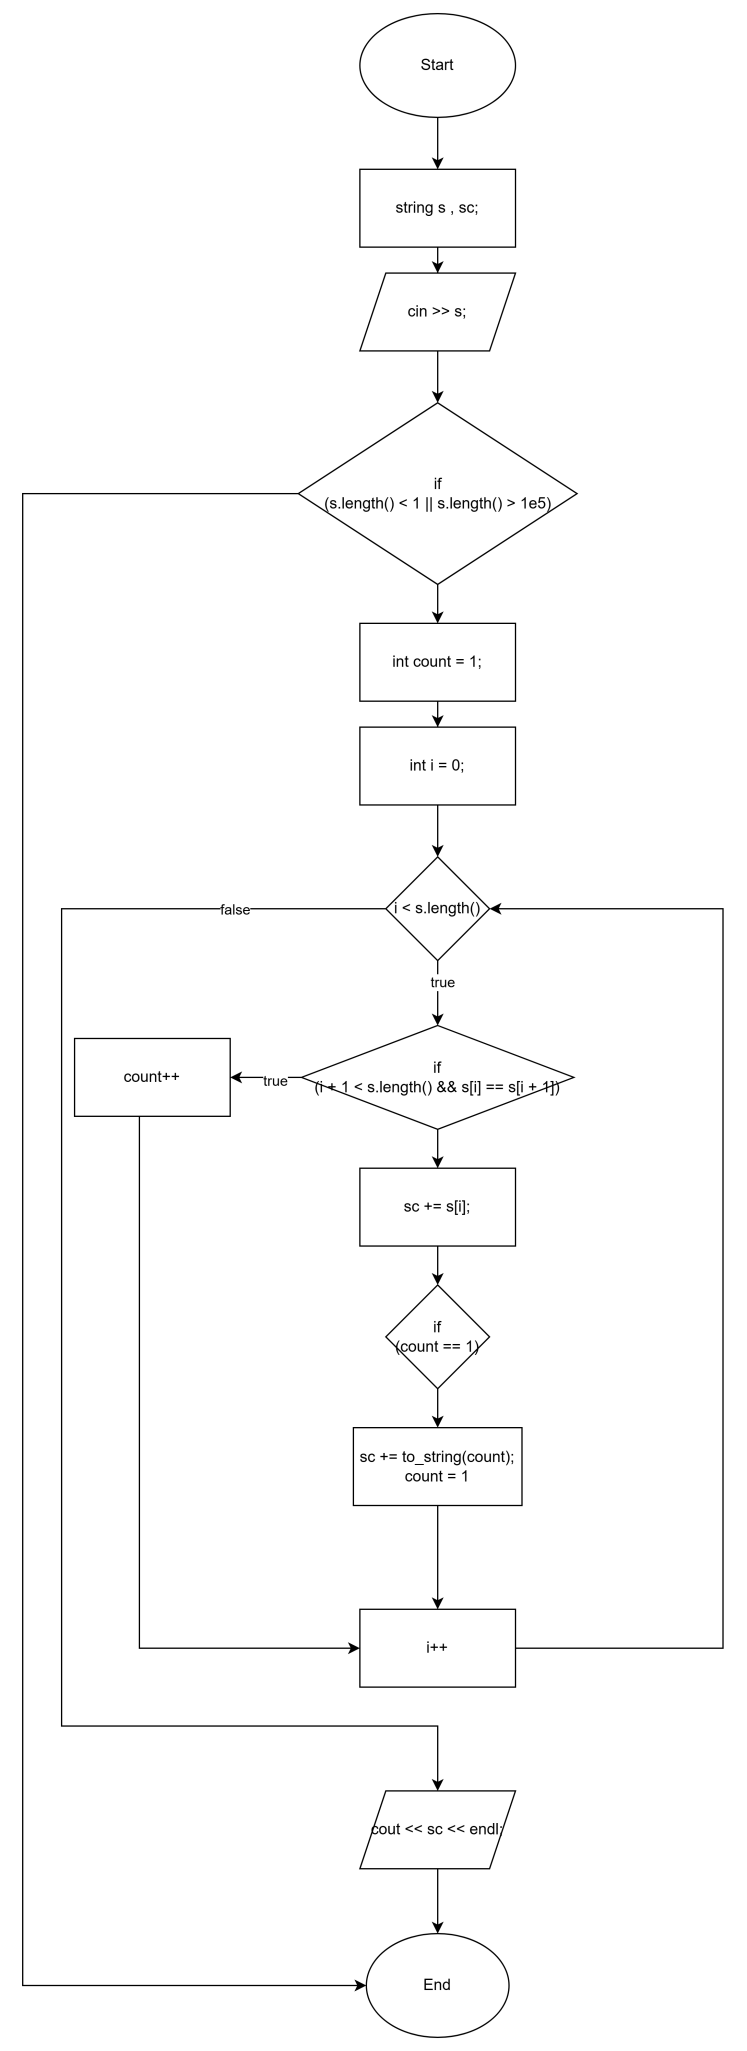 Start
string s , sc;
cin >> s;
if
(s.length() < 1 || s.length() > 1e5)
int count = 1;
int i = 0;
i < s.length()
false
true
if
(i + 1 < s.length() && s[i] == s[i + 1])
true
count++
sc += s[i];
if
(count == 1)
sc += to_string(count);
count = 1
i++
cout << sc << endl;
End